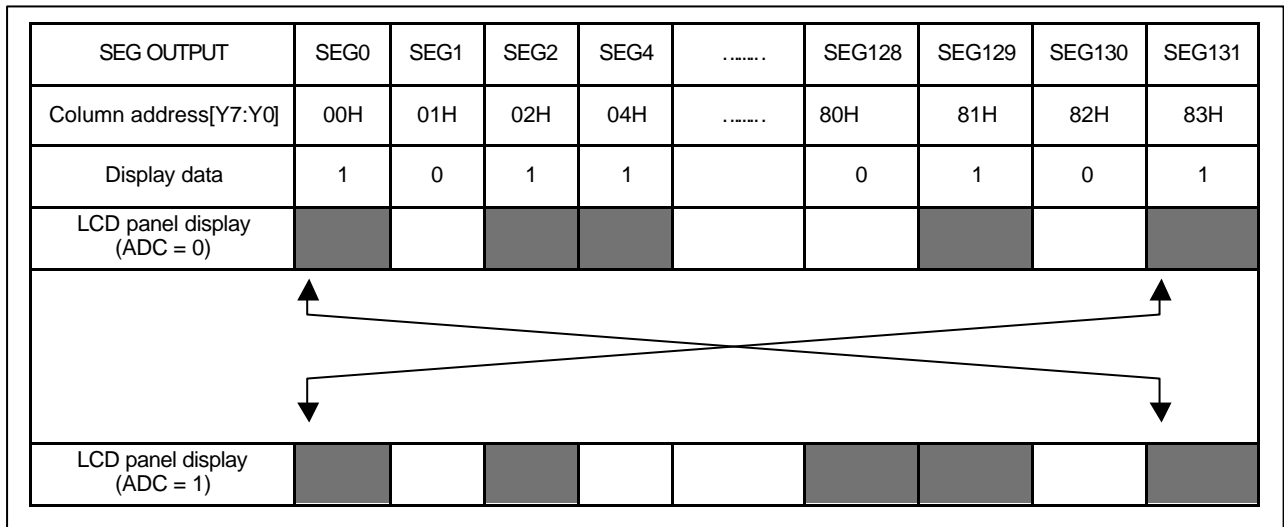 SEG OUTPUT SEG0 SEG1 SEG2 SEG4 ........ SEG128 SEG129 SEG130 SEG131
Column address[Y7:Y0] 00H 01H 02H 04H ........ 80H 81H 82H 83H
Display data 1 0 1 1 0 1 0 1
LCD panel display
(ADC = 0)
LCD panel display
(ADC = 1)